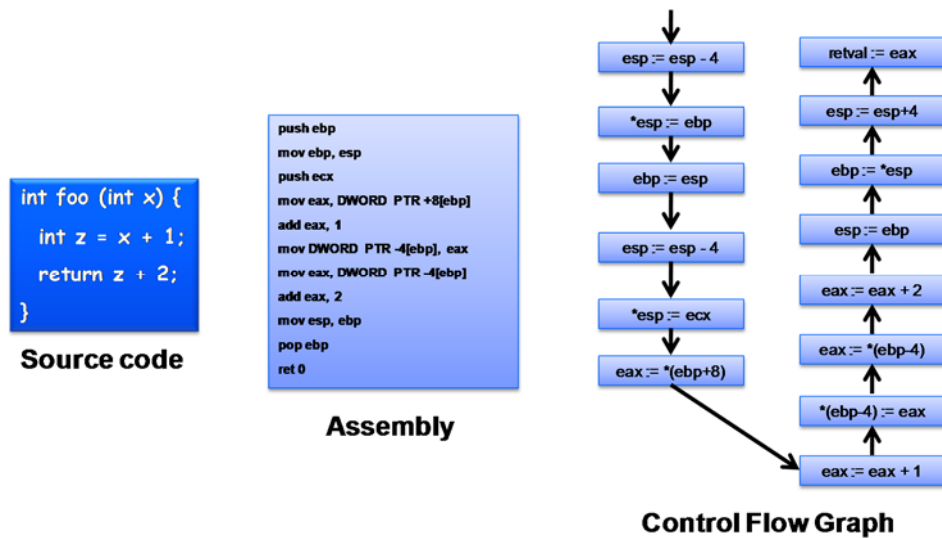 int foo (int x) {
int z = x + 1;
return z + 2;
}
Source code
push ebp
mov ebp, esp
push ecx
mov eax, DWORD PTR +8[ebp]
add eax, 1
mov DWORD PTR -4[ebp], eax
mov eax, DWORD PTR -4[ebp]
add eax, 2
mov esp, ebp
pop ebp
ret 0
Assembly
esp := esp - 4
*esp := ebp
ebp := esp
esp := esp - 4
*esp := ecx
eax := *(ebp+8)
eax := eax + 1
*(ebp-4) := eax
eax := *(ebp-4)
eax := eax + 2
esp := ebp
ebp := *esp
esp := esp+4
retval := eax
Control Flow Graph